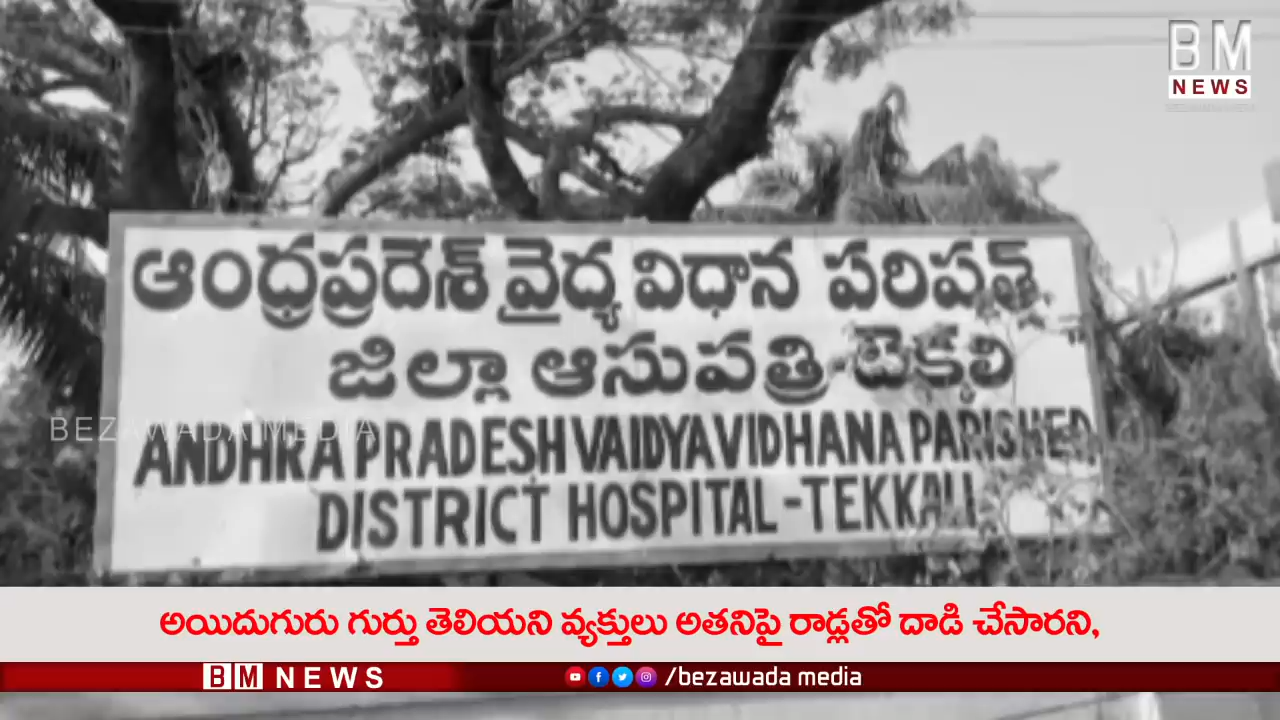 BM
NEWS
ఆంధ్రప్రదేశ్ వైద్య విధాన పరిషత్
జిల్లా ఆసుపత్రి-టెక్కలి
BEZAWADA MEDIA
ANDHRA PRADESH VAIDYA VIDHANA PARISHED
DISTRICT HOSPITAL-TEKKALI
అయిదుగురు గుర్తు తెలియని వ్యక్తులు అతనిపై రాడ్లతో దాడి చేసారని,
BM NEWS
/bezawada media